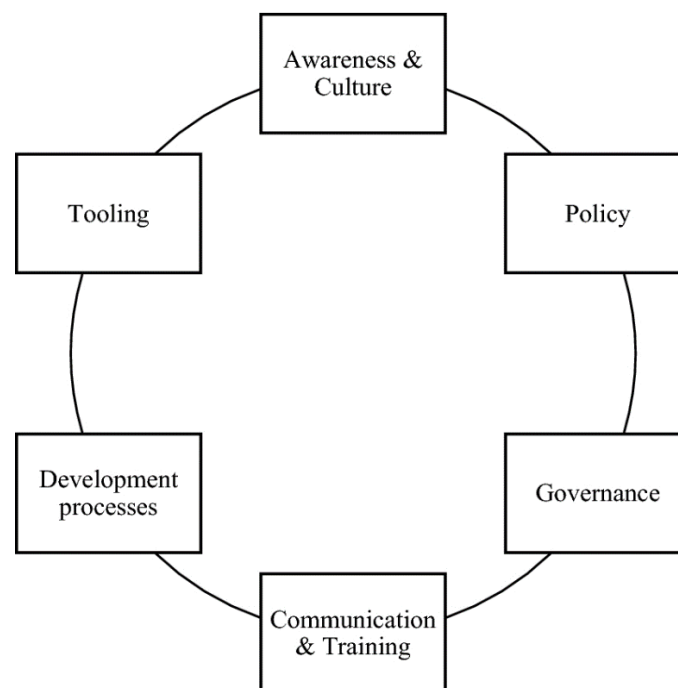 Awareness &
Culture
Tooling
Policy
Development
processes
Governance
Communication
& Training